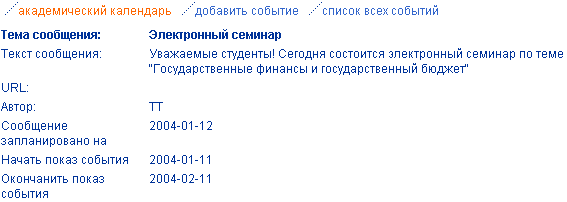 академический календарь добавить событие список всех событий
Тема сообщения: Электронный семинар
Текст сообщения: Уважаемые студенты! Сегодня состоится электронный семинар по теме
"Государственные финансы и государственный бюджет"
URL:
Автор: ТТ
Сообщение
запланировано на 2004-01-12
Начать показ события 2004-01-11
Окончанить показ
события 2004-02-11